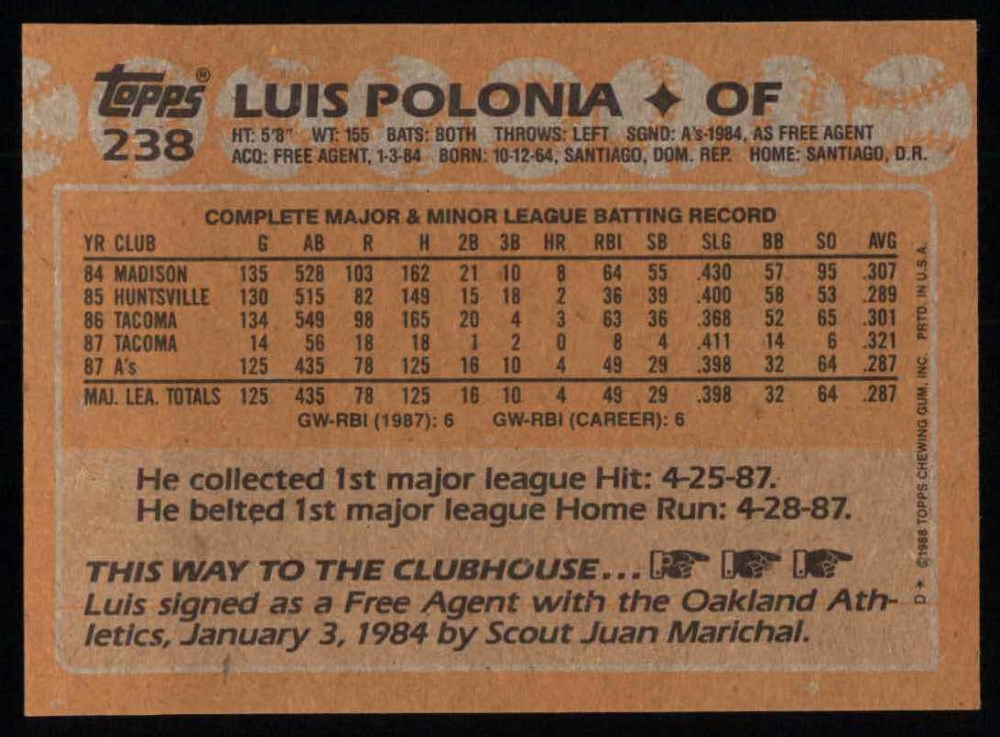 TOPPS®
238
LUIS POLONIA ✦ OF
HT: 5'8" WT: 155 BATS: BOTH THROWS: LEFT SGND: A's-1984, AS FREE AGENT
ACQ: FREE AGENT, 1-3-84 BORN: 10-12-64, SANTIAGO, DOM. REP. HOME: SANTIAGO, D.R.
COMPLETE MAJOR & MINOR LEAGUE BATTING RECORD
YR CLUB G AB R H 2B 3B HR RBI SB SLG BB SO AVG
84 MADISON 135 528 103 162 21 10 8 64 55 .430 57 95 .307
85 HUNTSVILLE 130 515 82 149 15 18 2 36 39 .400 58 53 .289
86 TACOMA 134 549 98 165 20 4 3 63 36 .368 52 65 .301
87 TACOMA 14 56 18 18 1 2 0 8 4 .411 14 6 .321
87 A's 125 435 78 125 16 10 4 49 29 .398 32 64 .287
MAJ. LEA. TOTALS 125 435 78 125 16 10 4 49 29 .398 32 64 .287
GW-RBI (1987): 6 GW-RBI (CAREER): 6
He collected 1st major league Hit: 4-25-87.
He belted 1st major league Home Run: 4-28-87.
THIS WAY TO THE CLUBHOUSE...
Luis signed as a Free Agent with the Oakland Ath-
letics, January 3, 1984 by Scout Juan Marichal.
D* ©1988 TOPPS CHEWING GUM, INC. PRTD. IN U.S.A.